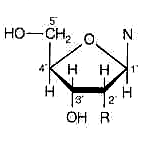 5´
HO—CH₂ O N
4´ H H 1´
H 3´ 2´ H
OH R